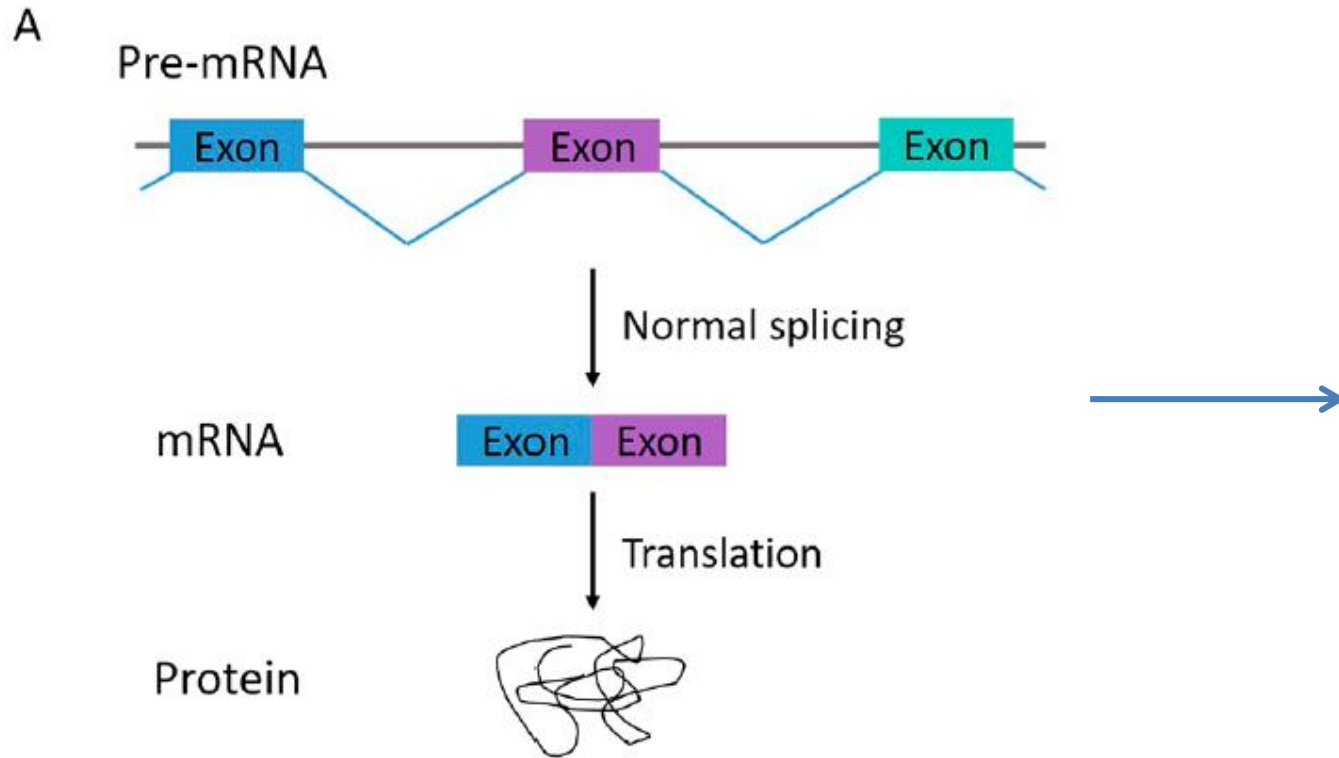 A
Pre-mRNA
Exon Exon Exon
Normal splicing
mRNA
Exon Exon
Translation
Protein